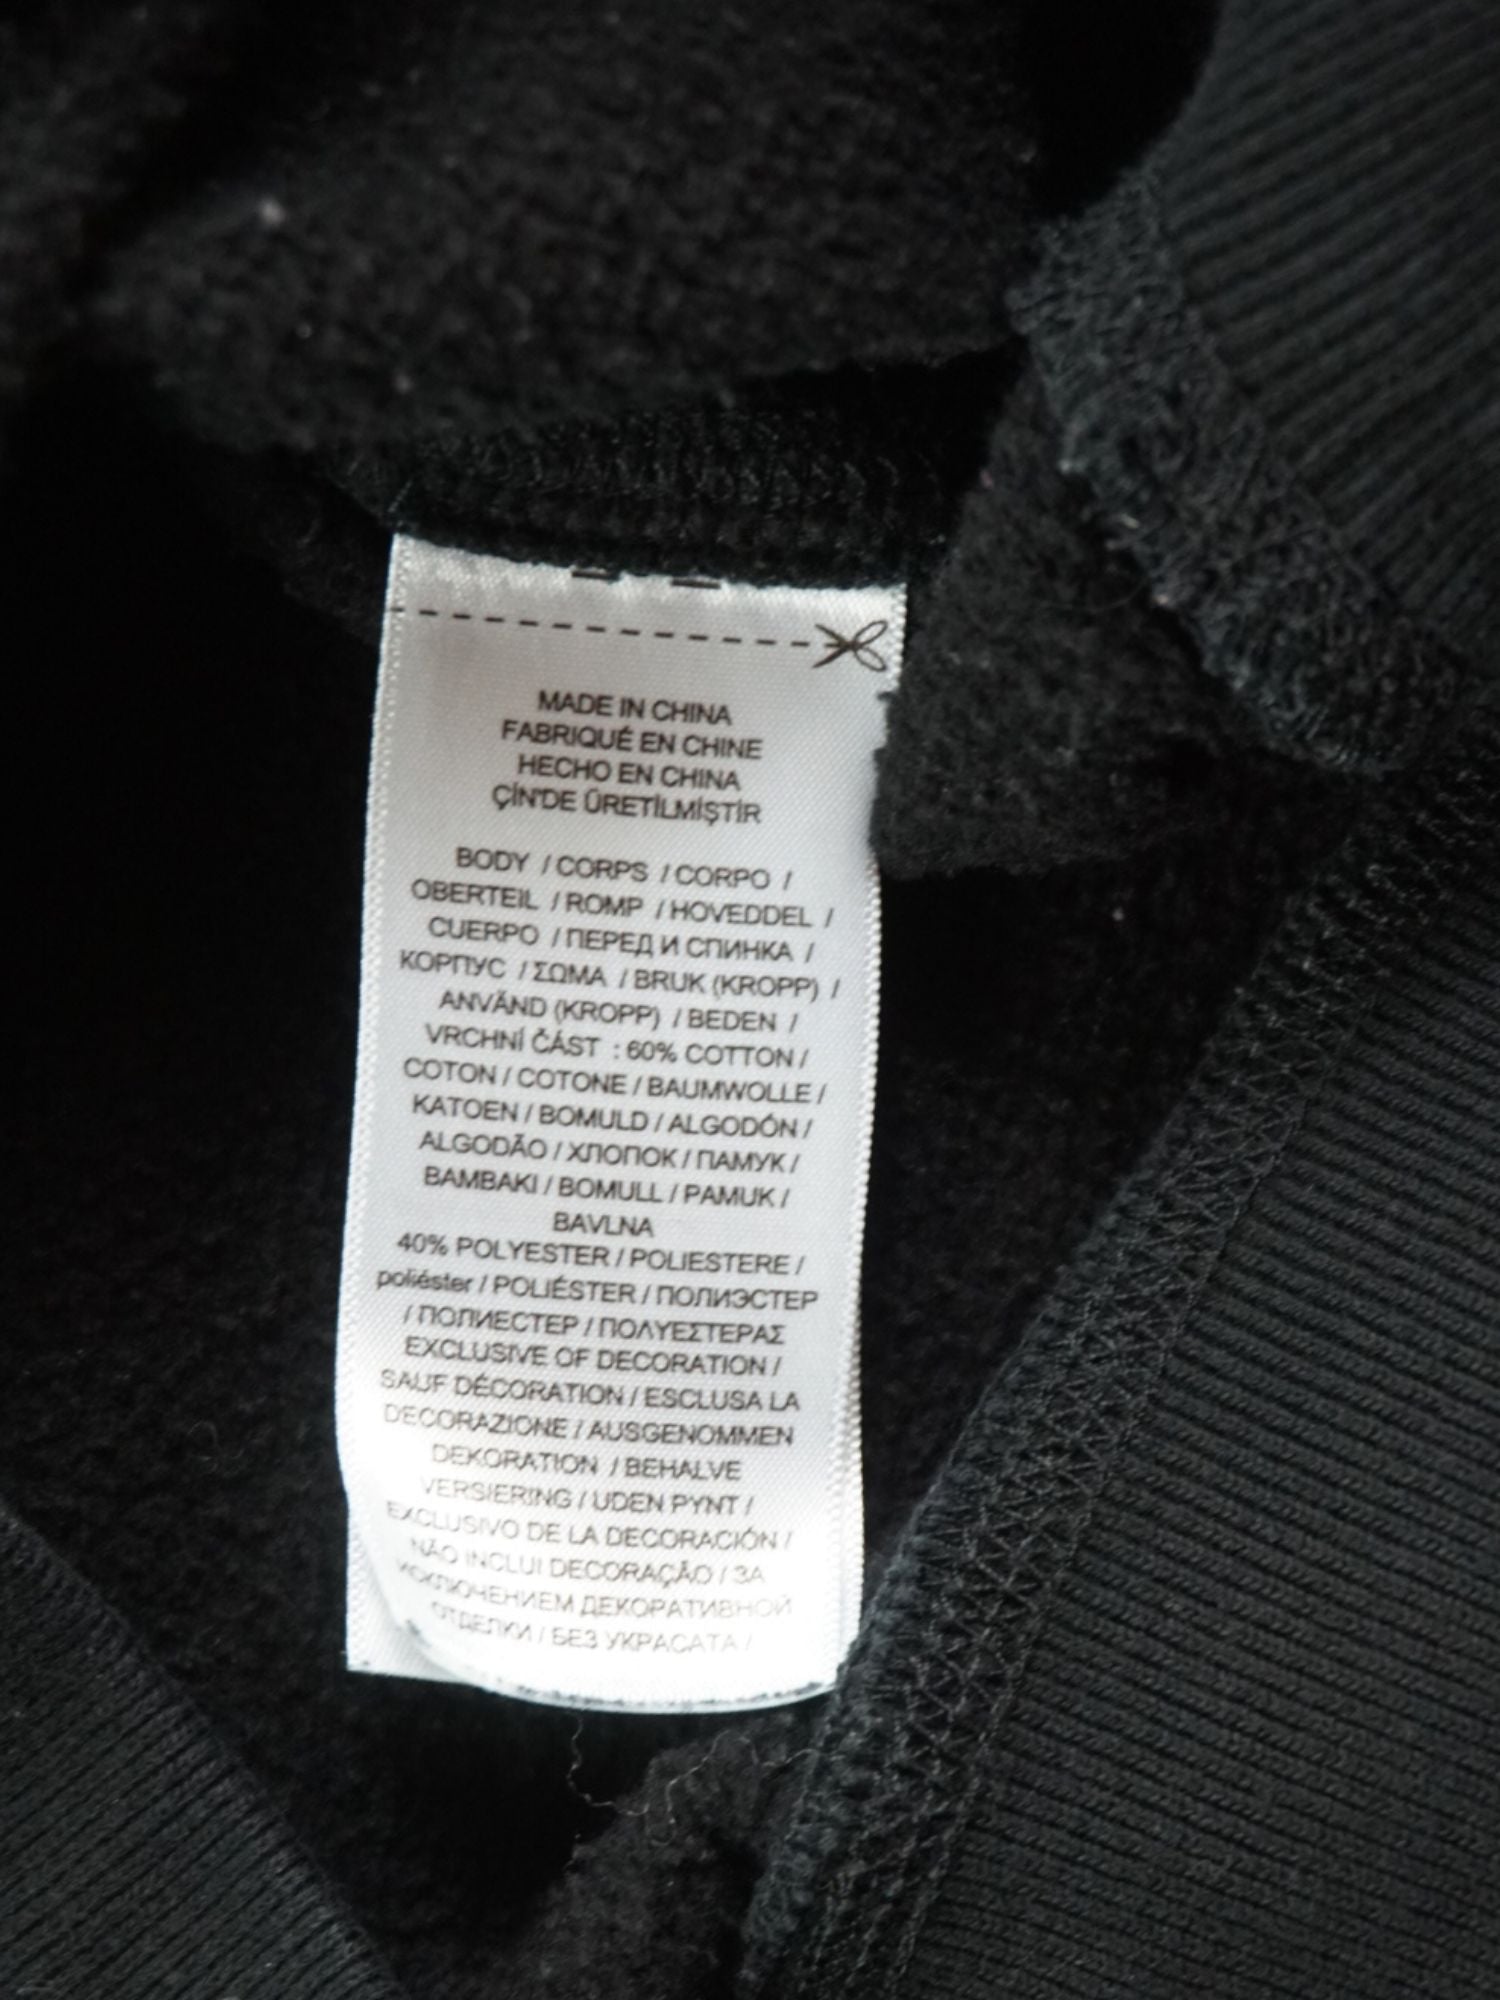 MADE IN CHINA
FABRIQUÉ EN CHINE
HECHO EN CHINA
ÇİN'DE ÜRETİLMİŞTİR
BODY / CORPS / CORPO /
OBERTEIL / ROMP / HOVEDDEL /
CUERPO / ПЕРЕД И СПИНКА /
КОРПУС / ΣΩΜΑ / BRUK (KROPP) /
ANVÄND (KROPP) / BEDEN /
VRCHNÍ ČÁST : 60% COTTON /
COTON / COTONE / BAUMWOLLE /
KATOEN / BOMULD / ALGODÓN /
ALGODÃO / ХЛОПОК / ПАМУК /
BAMBAKI / BOMULL / PAMUK /
BAVLNA
40% POLYESTER / POLIESTERE /
poliéster / POLIÉSTER / ПОЛИЭСТЕР
/ ПОЛИЕСТЕР / ΠΟΛΥΕΣΤΕΡΑΣ
EXCLUSIVE OF DECORATION /
SAUF DÉCORATION / ESCLUSA LA
DECORAZIONE / AUSGENOMMEN
DEKORATION / BEHALVE
VERSIERING / UDEN PYNT /
EXCLUSIVO DE LA DECORACIÓN /
NÃO INCLUI DECORAÇÃO / ЗА
ИСКЛЮЧЕНИЕМ ДЕКОРАТИВНОЙ
ОТДЕЛКИ / БЕЗ УКРАСАТА /